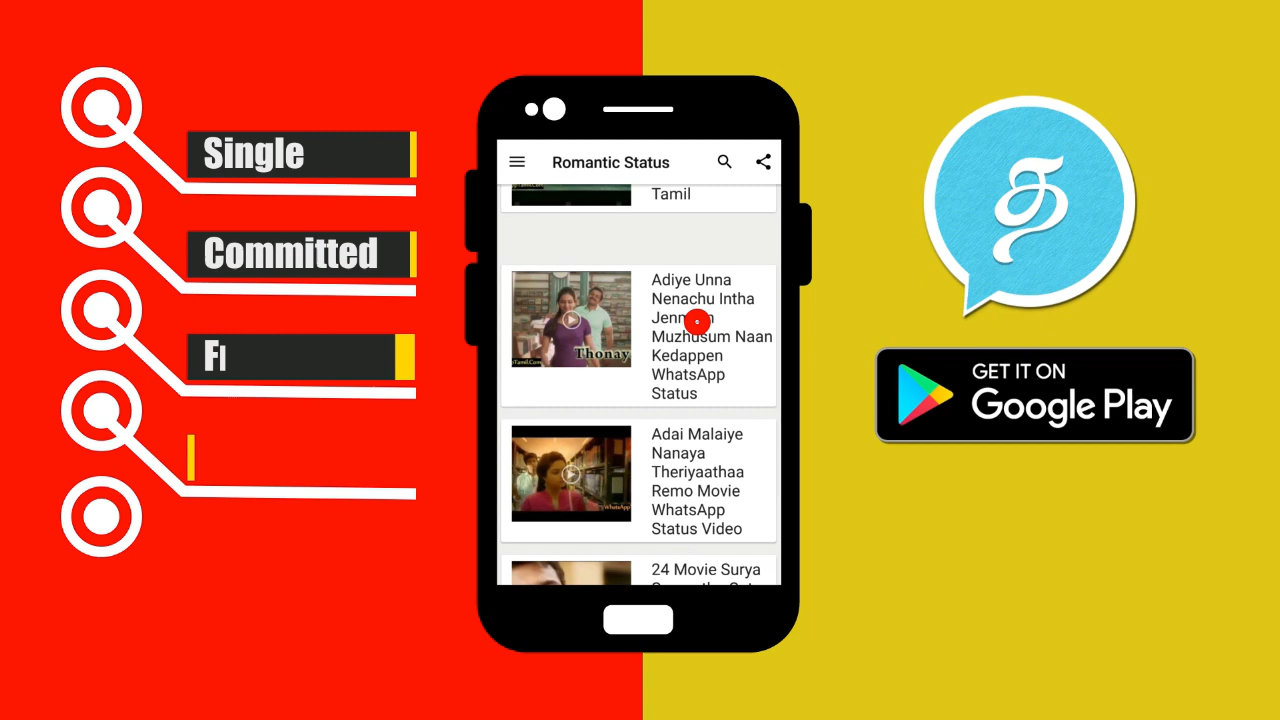 Single
Committed
Romantic Status
Tamil
Adiye Unna
Nenachu Intha
Muzhusum Naan
Kedappen
WhatsApp
Status
Thonay
Adai Malaiye
Nanaya
Theriyaathaa
Remo Movie
WhatsApp
Status Video
WhatsApp
24 Movie Surya
த
GET IT ON
Google Play